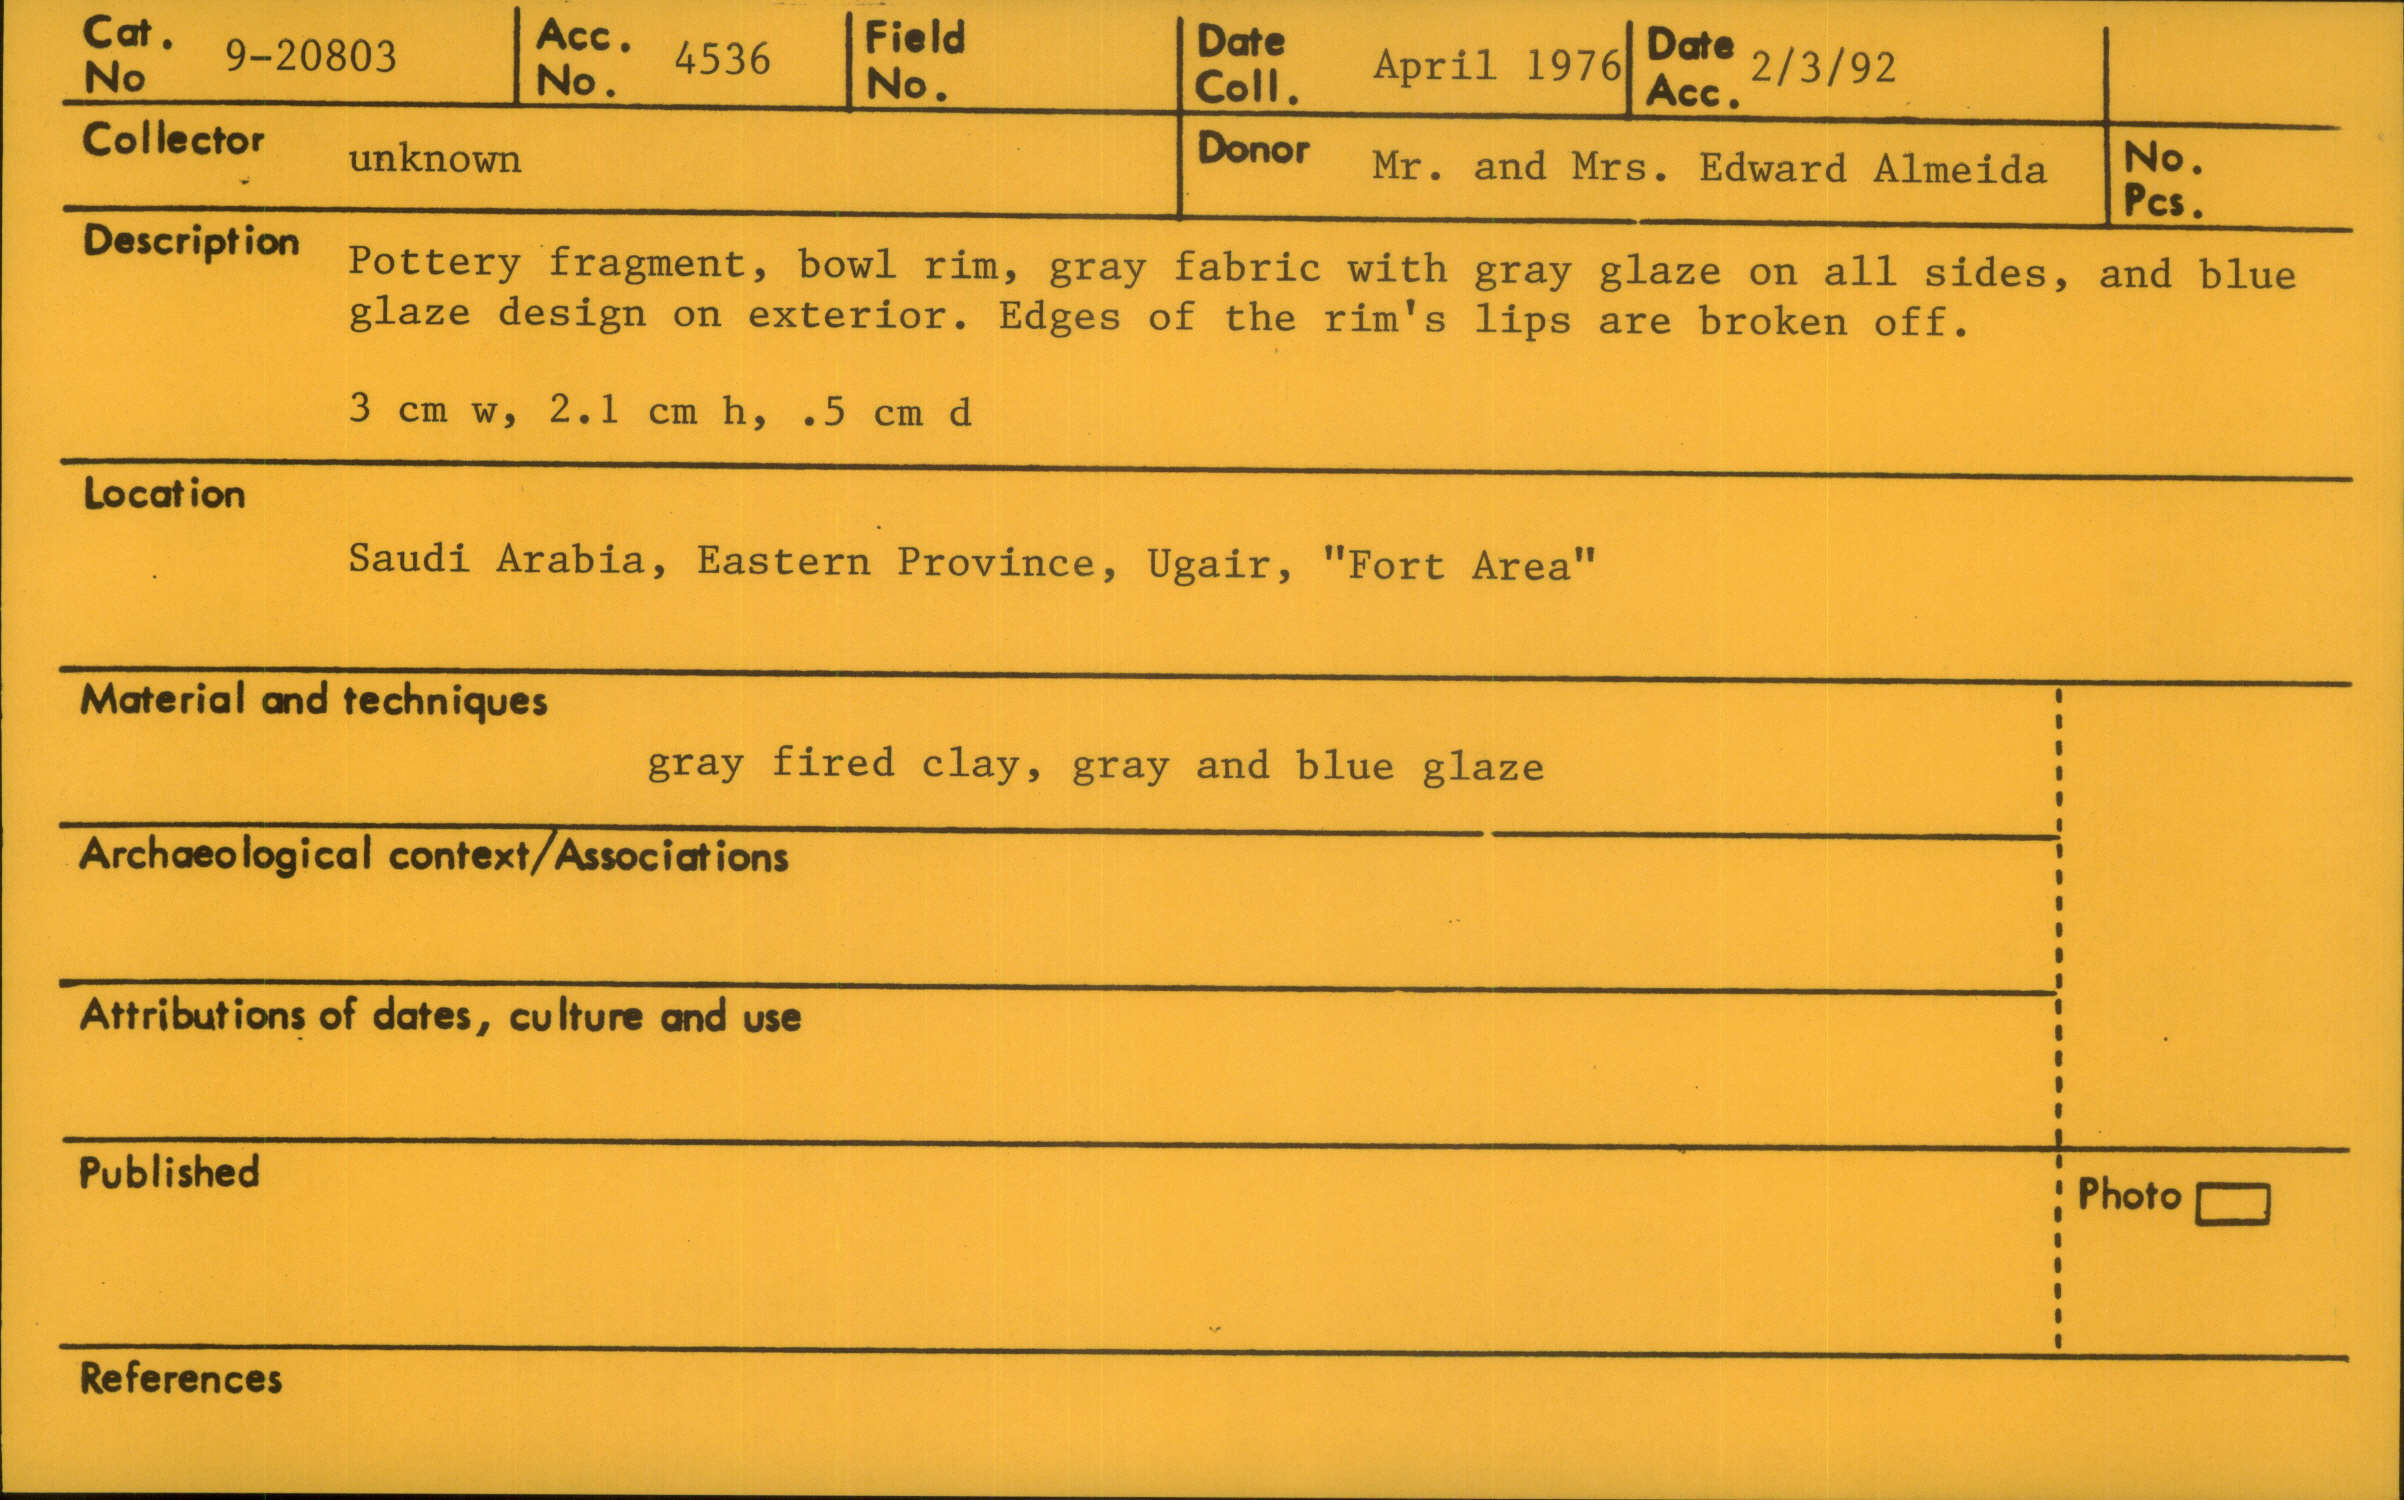 Cat. No 9-20803 Acc. No. 4536 Field No. Date Coll. April 1976 Date Acc. 2/3/92
Collector unknown Donor Mr. and Mrs. Edward Almeida No. Pcs.
Description Pottery fragment, bowl rim, gray fabric with gray glaze on all sides, and blue
glaze design on exterior. Edges of the rim's lips are broken off.
3 cm w, 2.1 cm h, .5 cm d
Location
Saudi Arabia, Eastern Province, Ugair, "Fort Area"
Material and techniques
gray fired clay, gray and blue glaze
Archaeological context/Associations
Attributions of dates, culture and use
Published
Photo
References